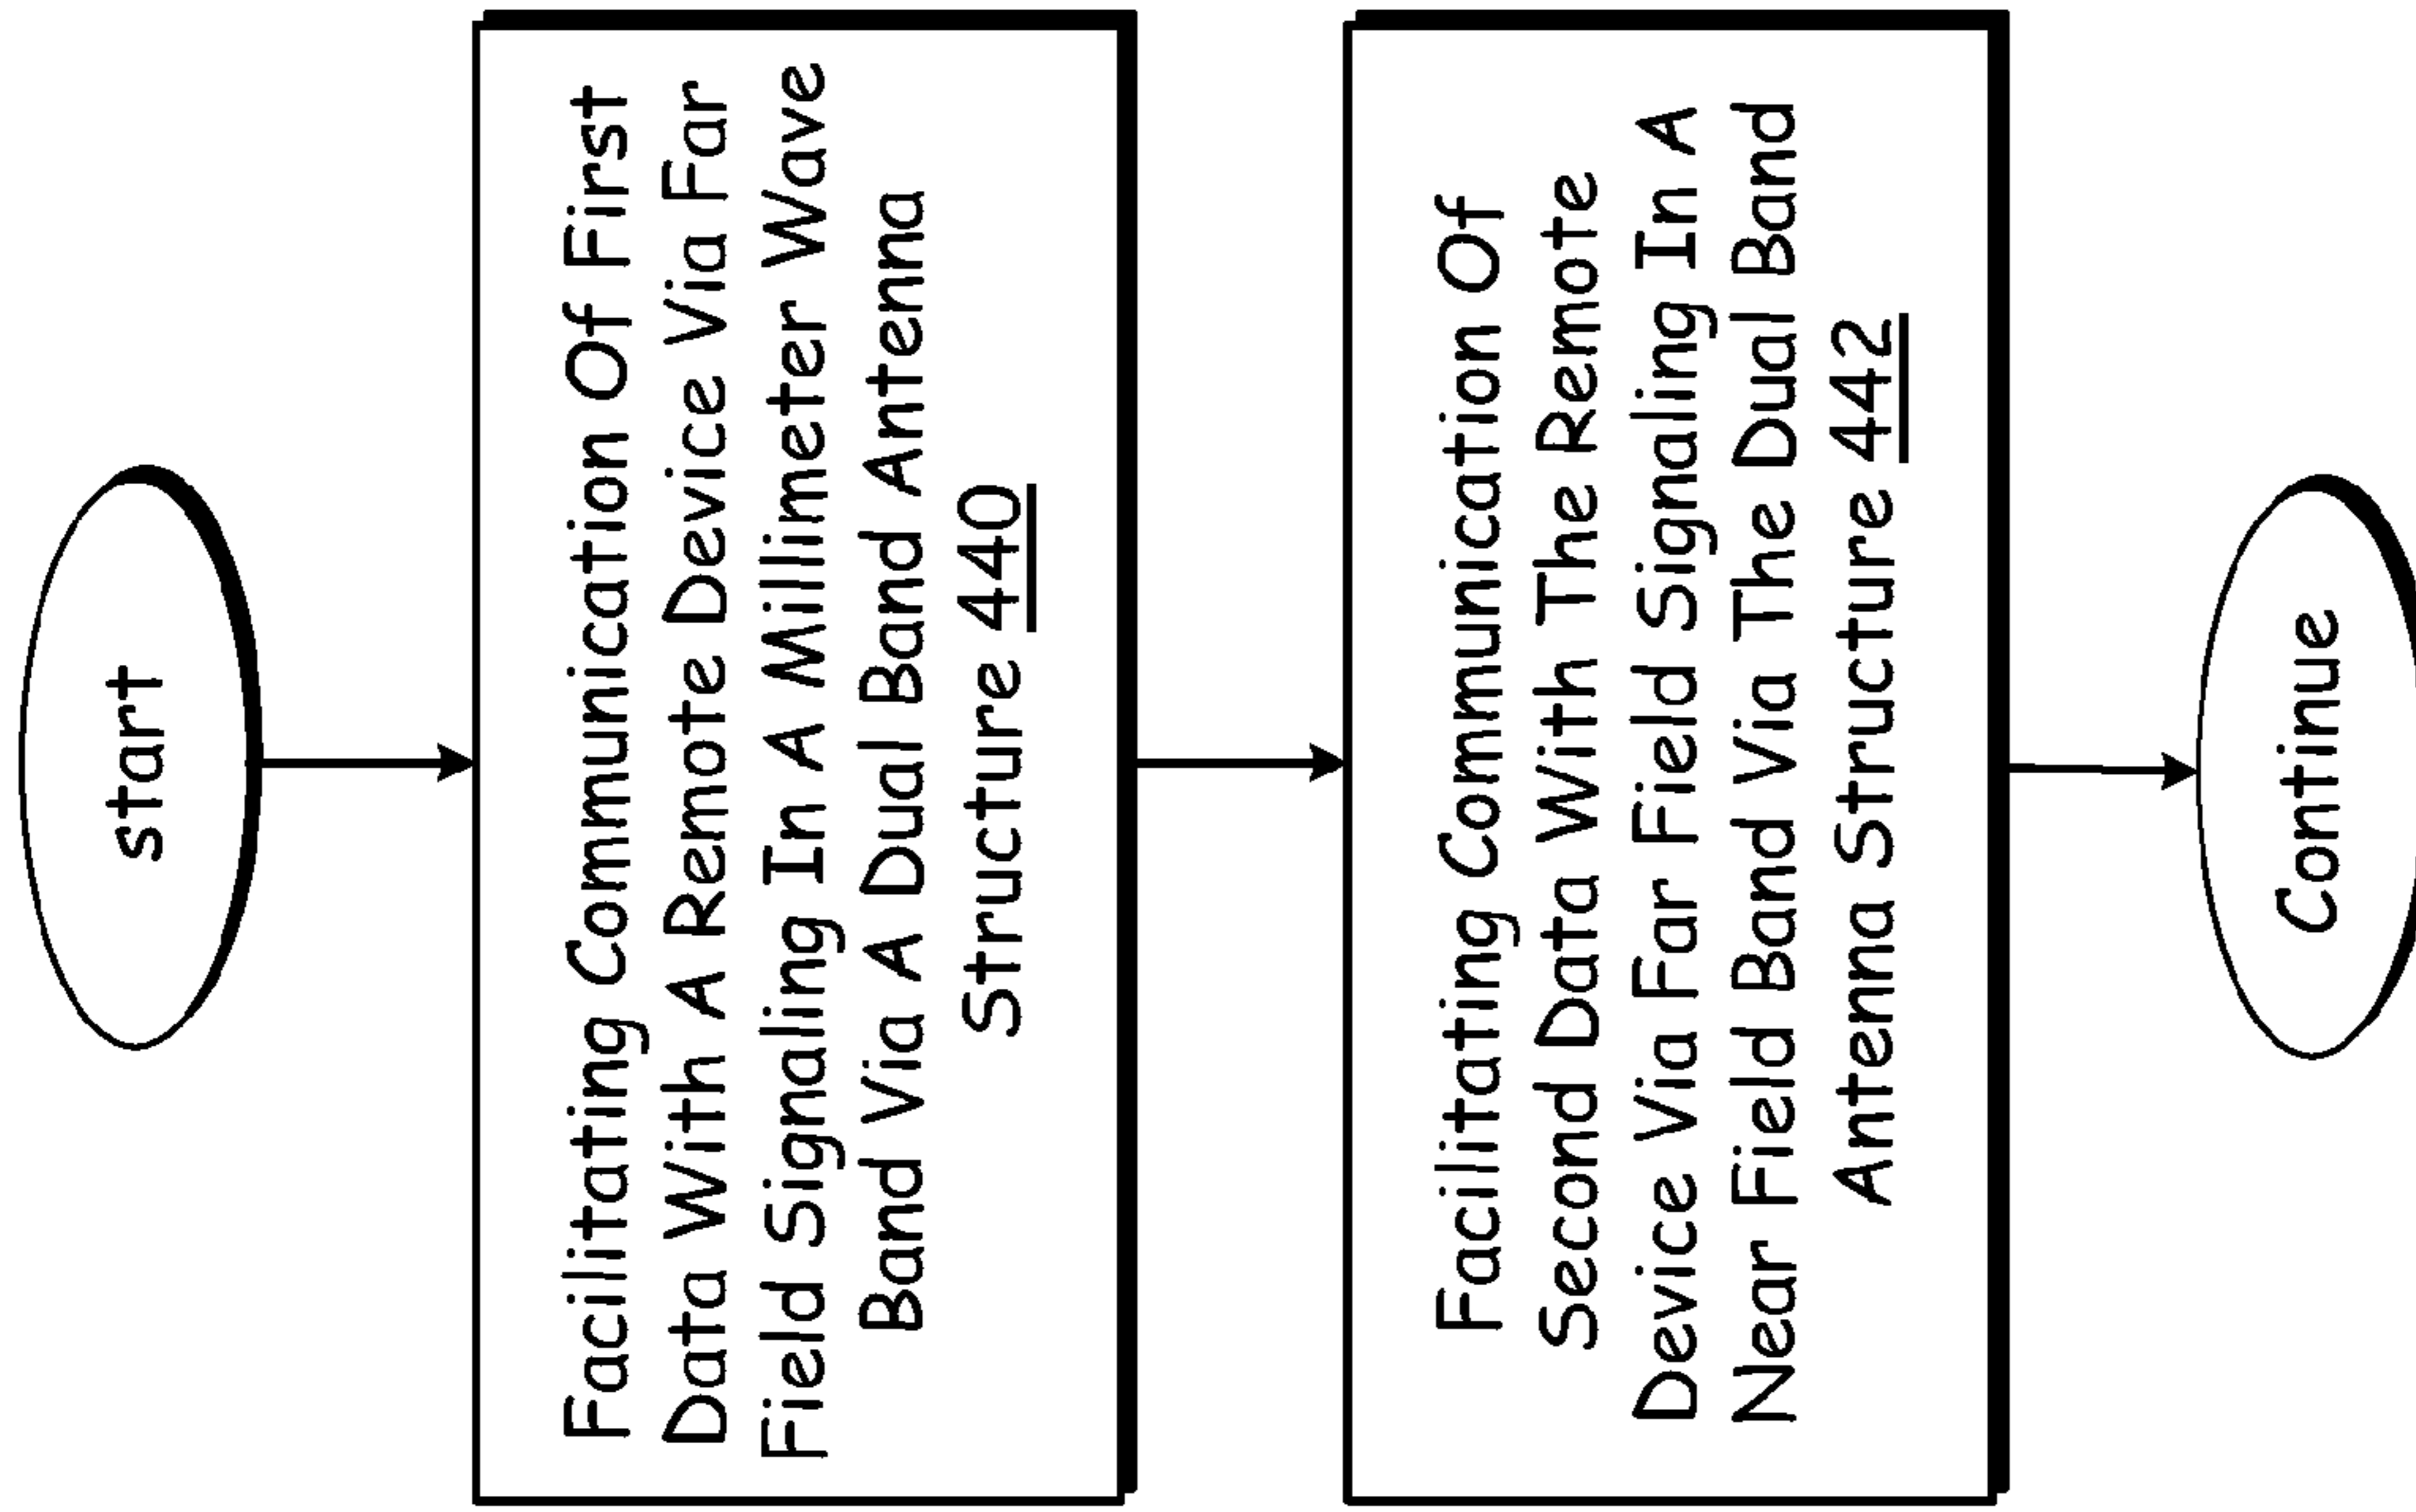 start
Facilitating Communication Of First
Data With A Remote Device Via Far
Field Signaling In A Millimeter Wave
Band Via A Dual Band Antenna
Structure 440
Facilitating Communication Of
Second Data With The Remote
Device Via Far Field Signaling In A
Near Field Band Via The Dual Band
Antenna Structure 442
Continue